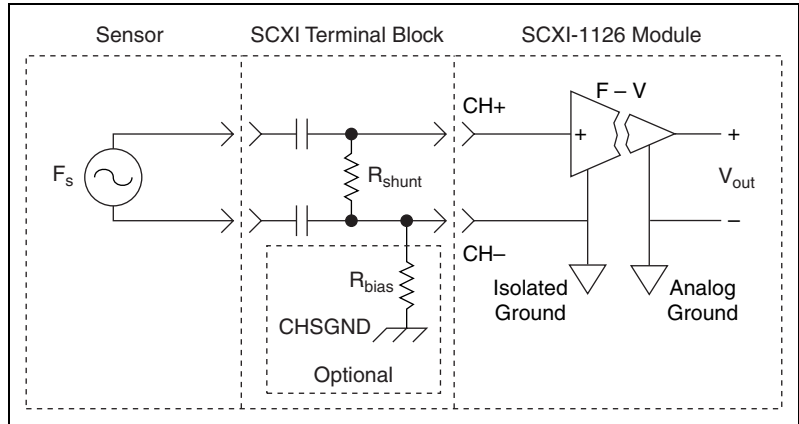 Sensor
SCXI Terminal Block
SCXI-1126 Module
F – V
CH+
+
+
Fs
Rshunt
Vout
–
CH–
Rbias
Isolated
Ground
Analog
Ground
CHSGND
Optional